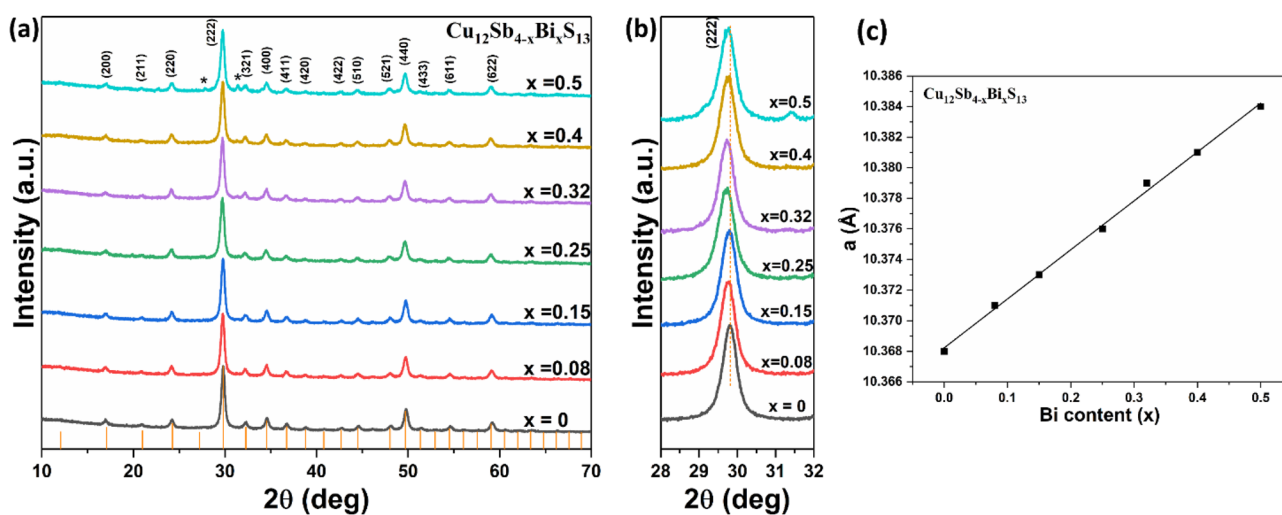 (a)
Cu12Sb4-xBixS13
(200)
(211)
(220)
(222)
*
*
(321)
(400)
(411)
(420)
(422)
(510)
(440)
(521)
(433)
(611)
(622)
x =0.5
x =0.4
x =0.32
x =0.25
x =0.15
x =0.08
x = 0
Intensity (a.u.)
10 20 30 40 50 60 70
2θ (deg)
(b)
(222)
x=0.5
x=0.4
x=0.32
x=0.25
x=0.15
x=0.08
x= 0
Intensity (a.u.)
28 29 30 31 32
2θ (deg)
(c)
Cu12Sb4-xBixS13
10.386
10.384
10.380
10.378
10.376
10.374
10.372
10.370
10.368
10.366
a (Å)
0.0 0.1 0.2 0.3 0.4 0.5
Bi content (x)